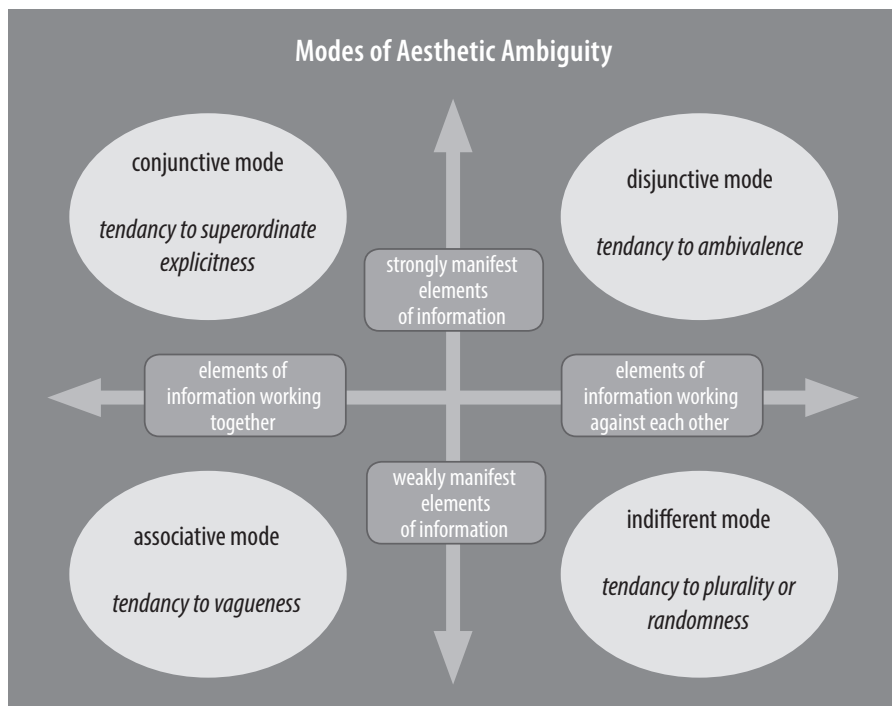 Modes of Aesthetic Ambiguity
conjunctive mode
tendancy to superordinate
explicitness
disjunctive mode
tendancy to ambivalence
strongly manifest
elements
of information
elements of
information working
together
elements of
information working
against each other
weakly manifest
elements
of information
associative mode
tendancy to vagueness
indifferent mode
tendancy to plurality or
randomness